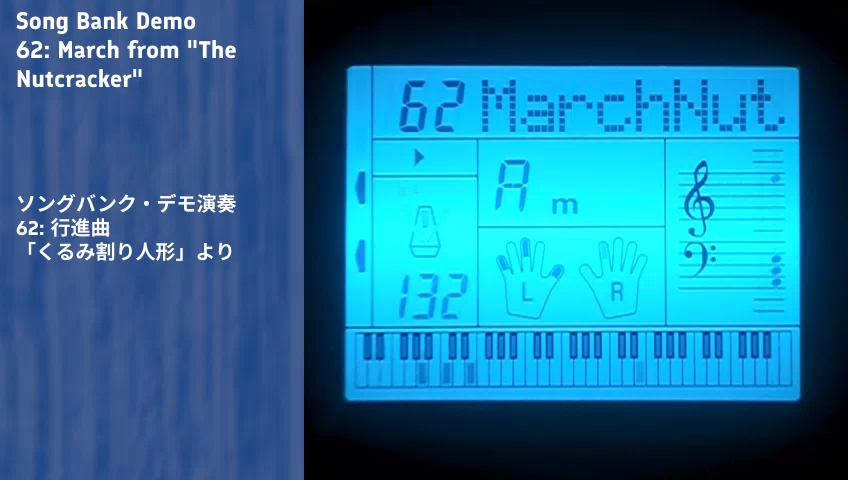 Song Bank Demo
62: March from "The
Nutcracker"
ソングバンク・デモ演奏
62: 行進曲
「くるみ割り人形」より
62 MarchNut
A m
132
L R